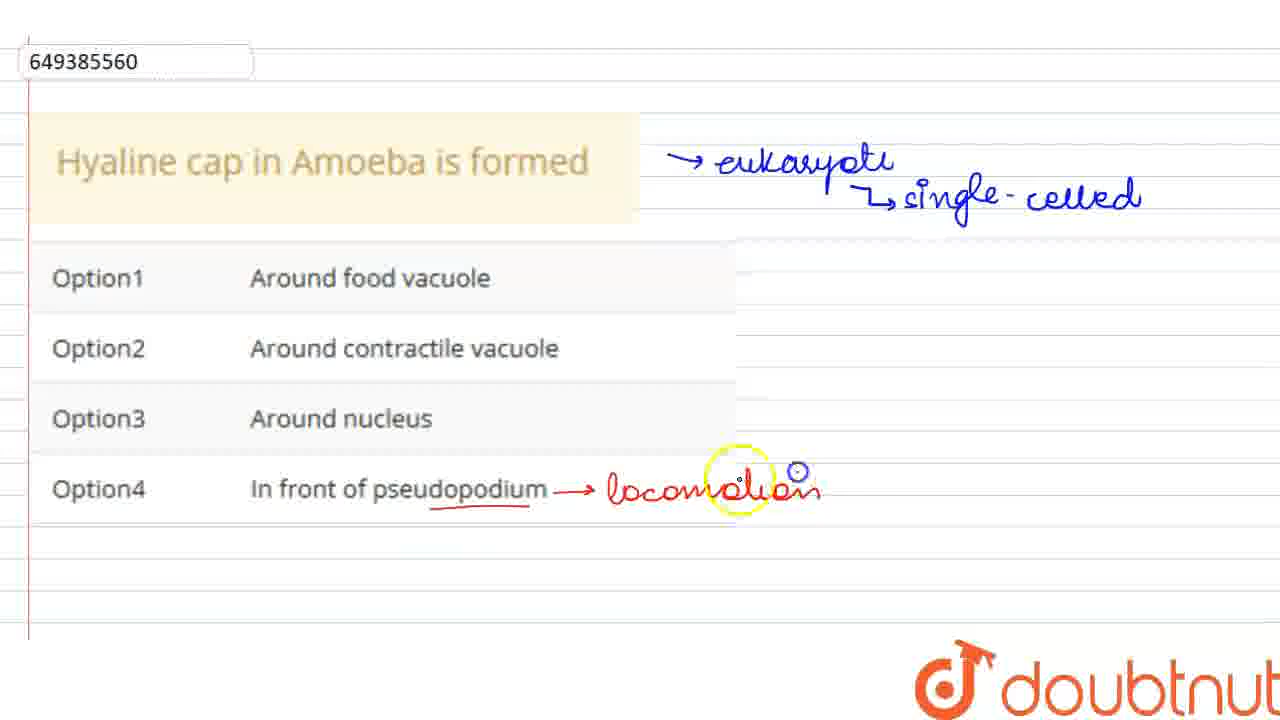 649385560
Hyaline cap in Amoeba is formed
→ eukaryote
↳ single-celled
Option1 Around food vacuole
Option2 Around contractile vacuole
Option3 Around nucleus
Option4 In front of pseudopodium → locomotion
doubtnut